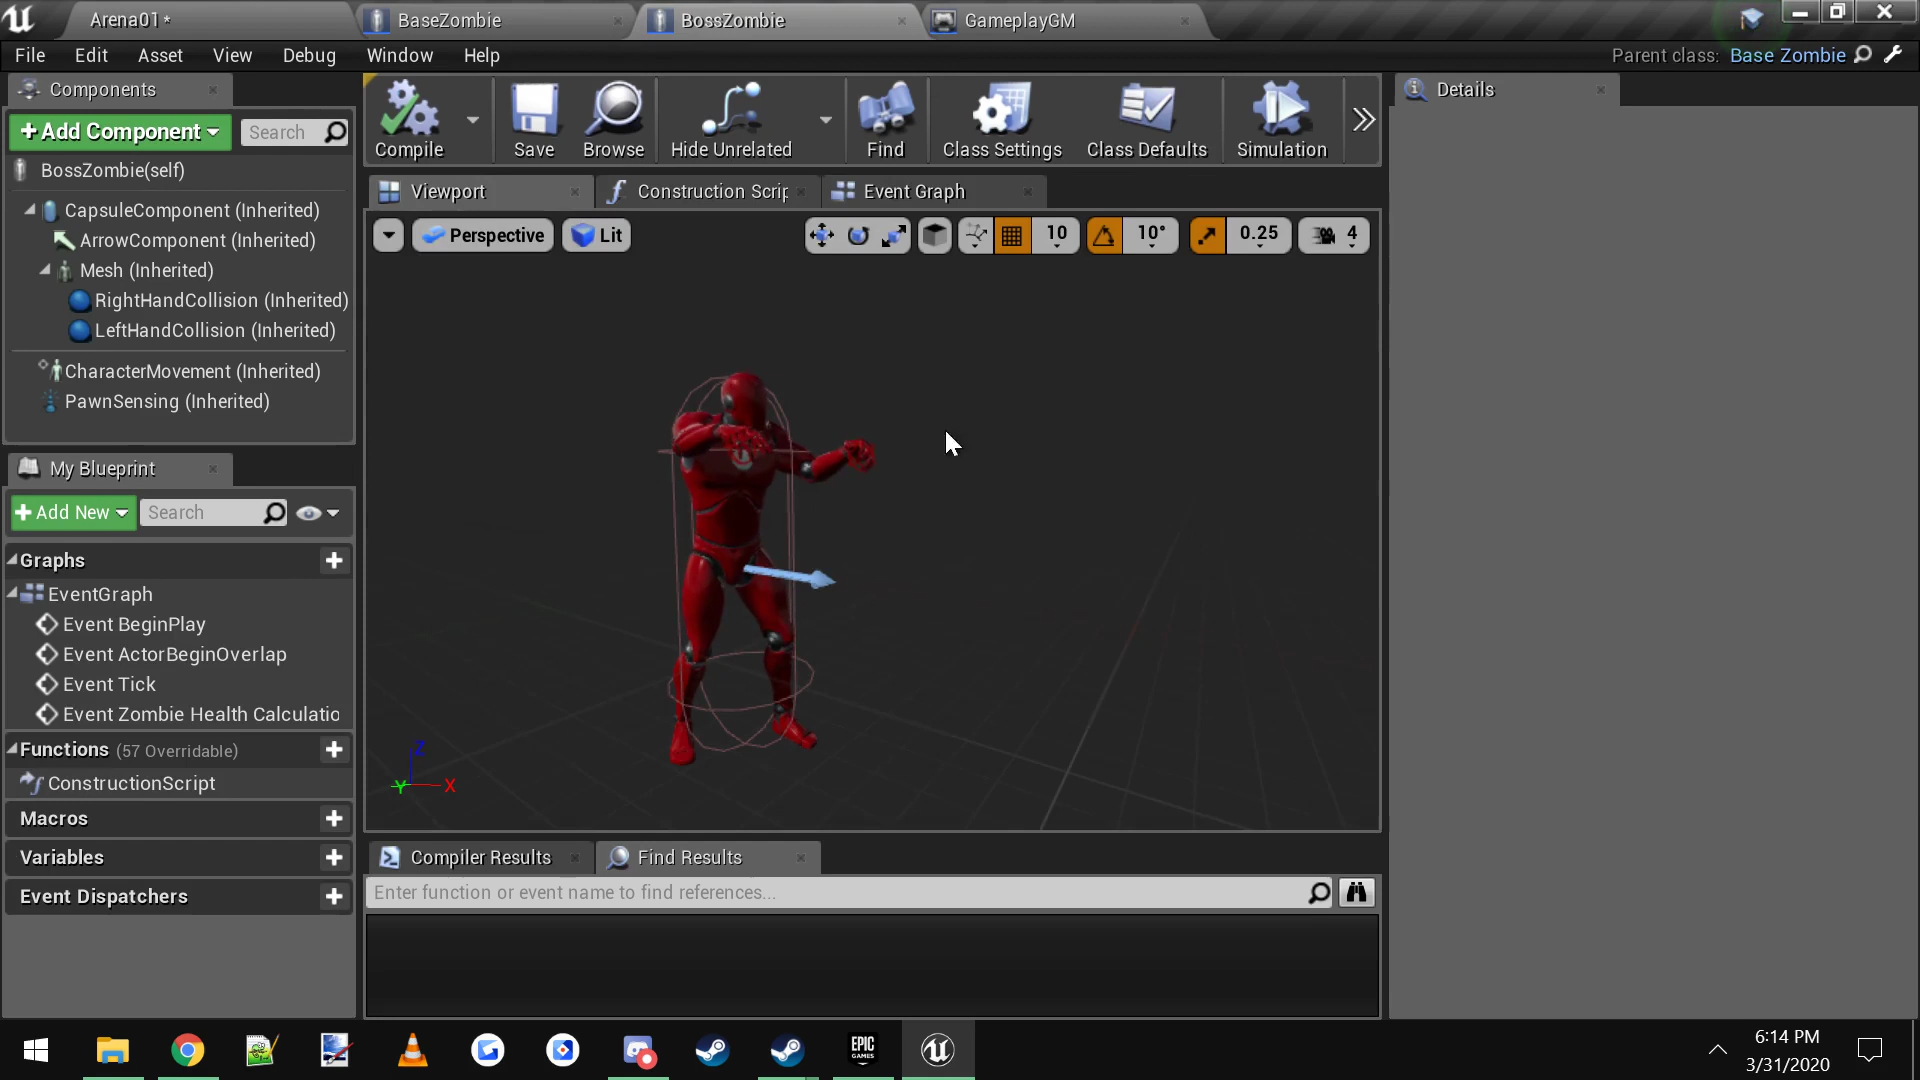 Arena01*
BaseZombie
BossZombie
GameplayGM
File
Edit
Asset
View
Debug
Window
Help
Parent class: Base Zombie
Components
Add Component
Search
BossZombie(self)
CapsuleComponent (Inherited)
ArrowComponent (Inherited)
Mesh (Inherited)
RightHandCollision (Inherited)
LeftHandCollision (Inherited)
CharacterMovement (Inherited)
PawnSensing (Inherited)
My Blueprint
Add New
Search
Graphs
EventGraph
Event BeginPlay
Event ActorBeginOverlap
Event Tick
Event Zombie Health Calculatio
Functions (57 Overridable)
ConstructionScript
Macros
Variables
Event Dispatchers
Compile
Save
Browse
Hide Unrelated
Find
Class Settings
Class Defaults
Simulation
Viewport
Construction Scrip
Event Graph
Perspective
Lit
10
10°
0.25
4
Z
Y
X
Compiler Results
Find Results
Enter function or event name to find references...
Details
EPIC
GAMES
6:14 PM
3/31/2020